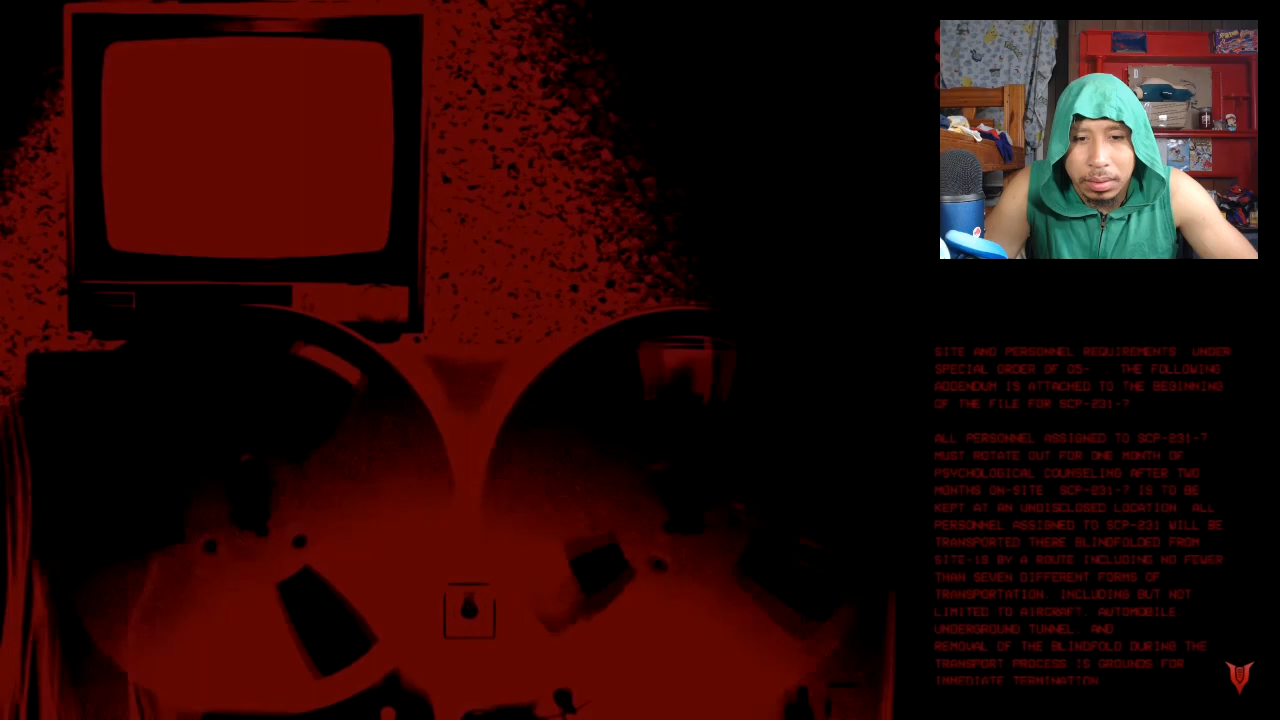 SITE AND PERSONNEL REQUIREMENTS UNDER
SPECIAL ORDER OF O5- . THE FOLLOWING
ADDENDUM IS ATTACHED TO THE BEGINNING
OF THE FILE FOR SCP-231-7
ALL PERSONNEL ASSIGNED TO SCP-231-7
MUST ROTATE OUT FOR ONE MONTH OF
PSYCHOLOGICAL COUNSELING AFTER TWO
MONTHS ON-SITE SCP-231-7 IS TO BE
KEPT AT AN UNDISCLOSED LOCATION ALL
PERSONNEL ASSIGNED TO SCP-231 WILL BE
TRANSPORTED THERE BLINDFOLDED FROM
SITE-19 BY A ROUTE INCLUDING NO FEWER
THAN SEVEN DIFFERENT FORMS OF
TRANSPORTATION, INCLUDING BUT NOT
LIMITED TO AIRCRAFT, AUTOMOBILE
UNDERGROUND TUNNEL, AND
REMOVAL OF THE BLINDFOLD DURING THE
TRANSPORT PROCESS IS GROUNDS FOR
IMMEDIATE TERMINATION